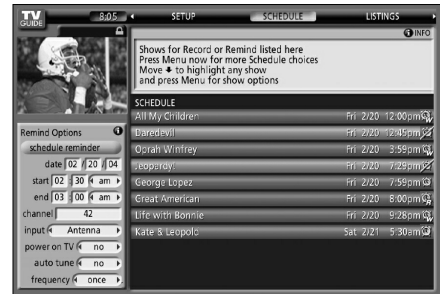 TV GUIDE 8:05 SETUP SCHEDULE LISTINGS
INFO
Shows for Record or Remind listed here
Press Menu now for more Schedule choices
Move to highlight any show
and press Menu for show options
SCHEDULE
All My Children Fri 2/20 12:00pm
Daredevil Fri 2/20 12:45pm
Oprah Winfrey Fri 2/20 3:59pm
Jeopardy! Fri 2/20 7:29pm
George Lopez Fri 2/20 7:59pm
Great American Fri 2/20 8:00pm
Life with Bonnie Fri 2/20 9:28pm
Kate & Leopold Sat 2/21 5:30am
Remind Options
schedule reminder
date 02 / 20 / 04
start 02 : 30 am
end 03 : 00 am
channel 42
input Antenna
power on TV no
auto tune no
frequency once